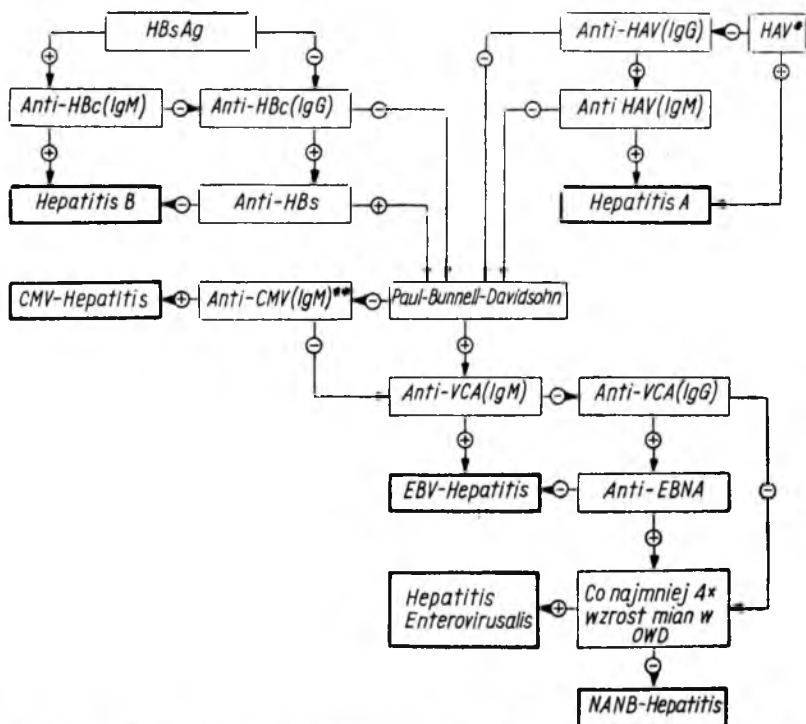 HBsAg
Anti-HAV(IgG)
HAV*
+
-
-
-
-
+
+
Anti-HBc(IgM)
-
Anti-HBc(IgG)
-
-
Anti HAV(IgM)
+
+
+
Hepatitis B
-
Anti-HBs
+
Hepatitis A
CMV-Hepatitis
+
Anti-CMV(IgM)**
-
Paul-Bunnell-Davidsohn
-
+
Anti-VCA(IgM)
-
Anti-VCA(IgG)
+
+
-
EBV-Hepatitis
-
Anti-EBNA
+
Hepatitis
Enterovirusalis
+
Co najmniej 4×
wzrost mian w
OWD
-
NANB-Hepatitis